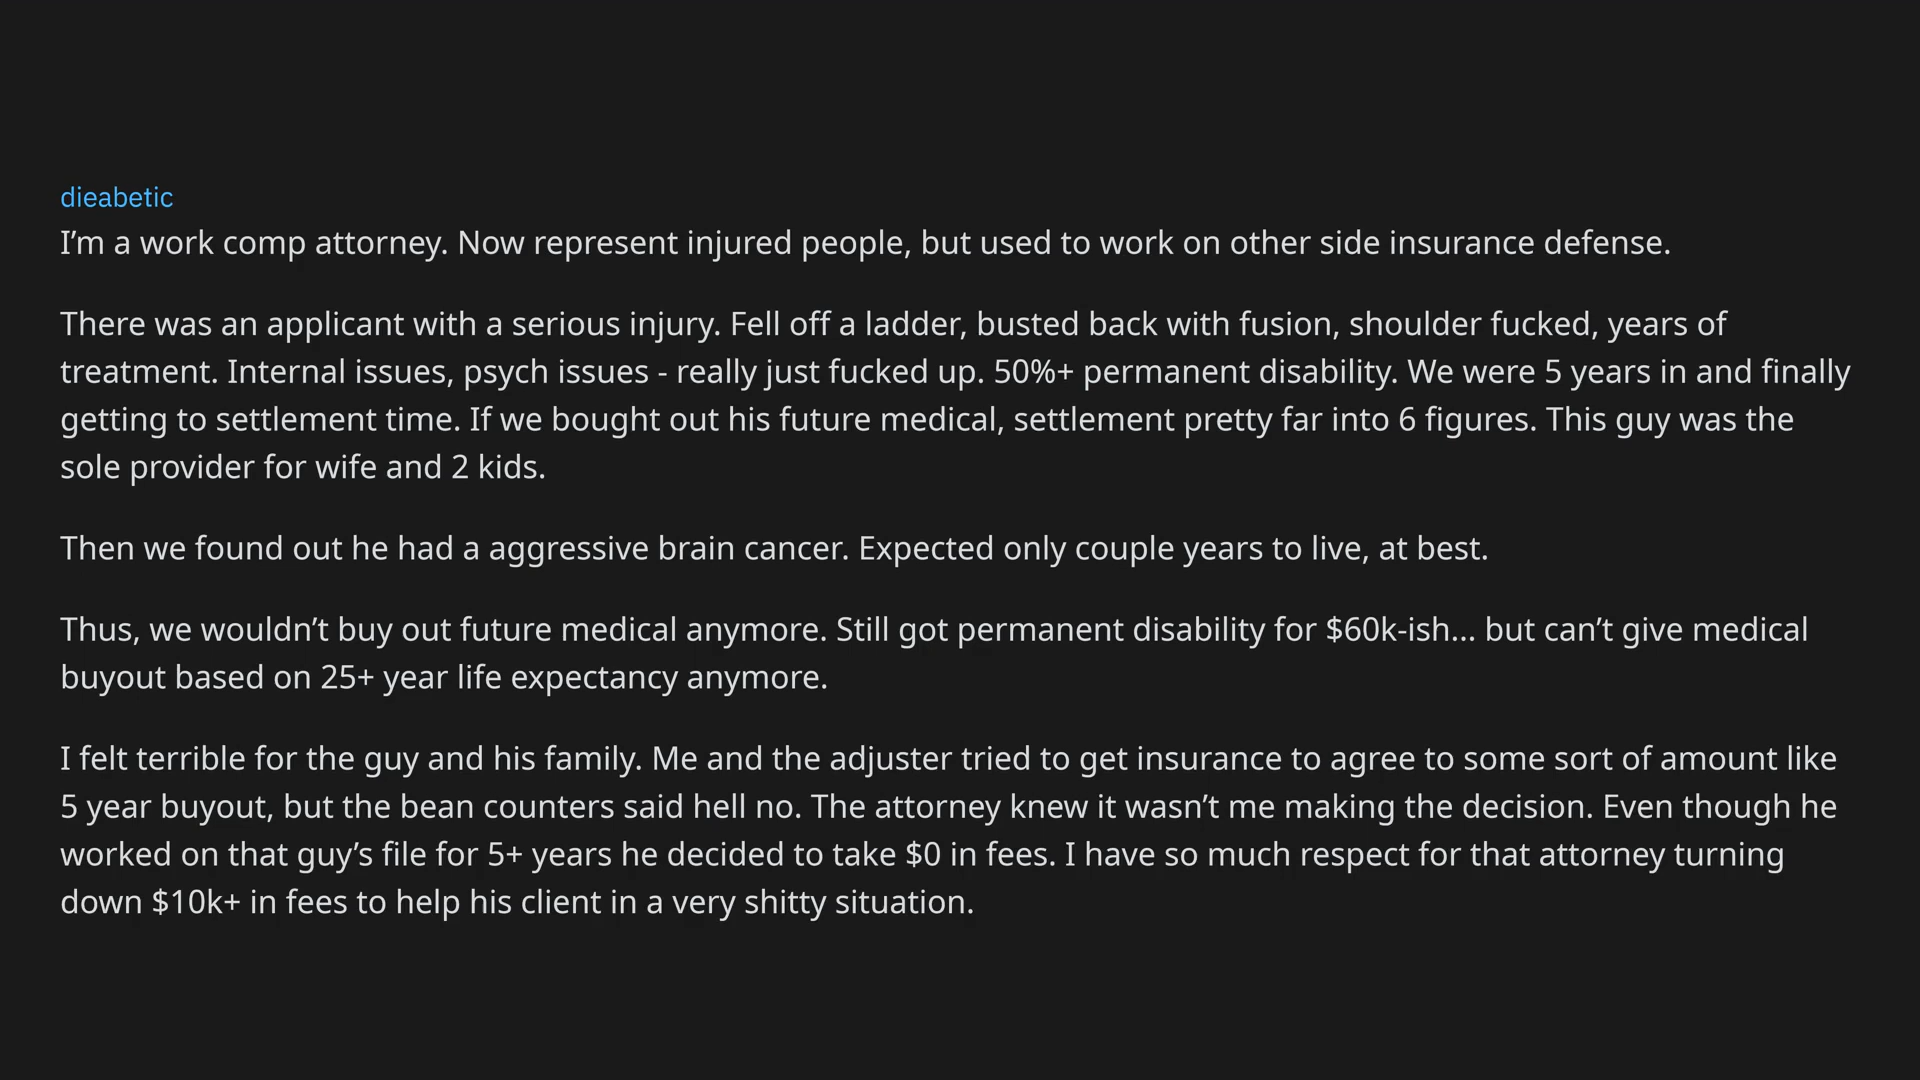 dieabetic
I’m a work comp attorney. Now represent injured people, but used to work on other side insurance defense.
There was an applicant with a serious injury. Fell off a ladder, busted back with fusion, shoulder fucked, years of
treatment. Internal issues, psych issues - really just fucked up. 50%+ permanent disability. We were 5 years in and finally
getting to settlement time. If we bought out his future medical, settlement pretty far into 6 figures. This guy was the
sole provider for wife and 2 kids.
Then we found out he had a aggressive brain cancer. Expected only couple years to live, at best.
Thus, we wouldn’t buy out future medical anymore. Still got permanent disability for $60k-ish... but can’t give medical
buyout based on 25+ year life expectancy anymore.
I felt terrible for the guy and his family. Me and the adjuster tried to get insurance to agree to some sort of amount like
5 year buyout, but the bean counters said hell no. The attorney knew it wasn’t me making the decision. Even though he
worked on that guy’s file for 5+ years he decided to take $0 in fees. I have so much respect for that attorney turning
down $10k+ in fees to help his client in a very shitty situation.